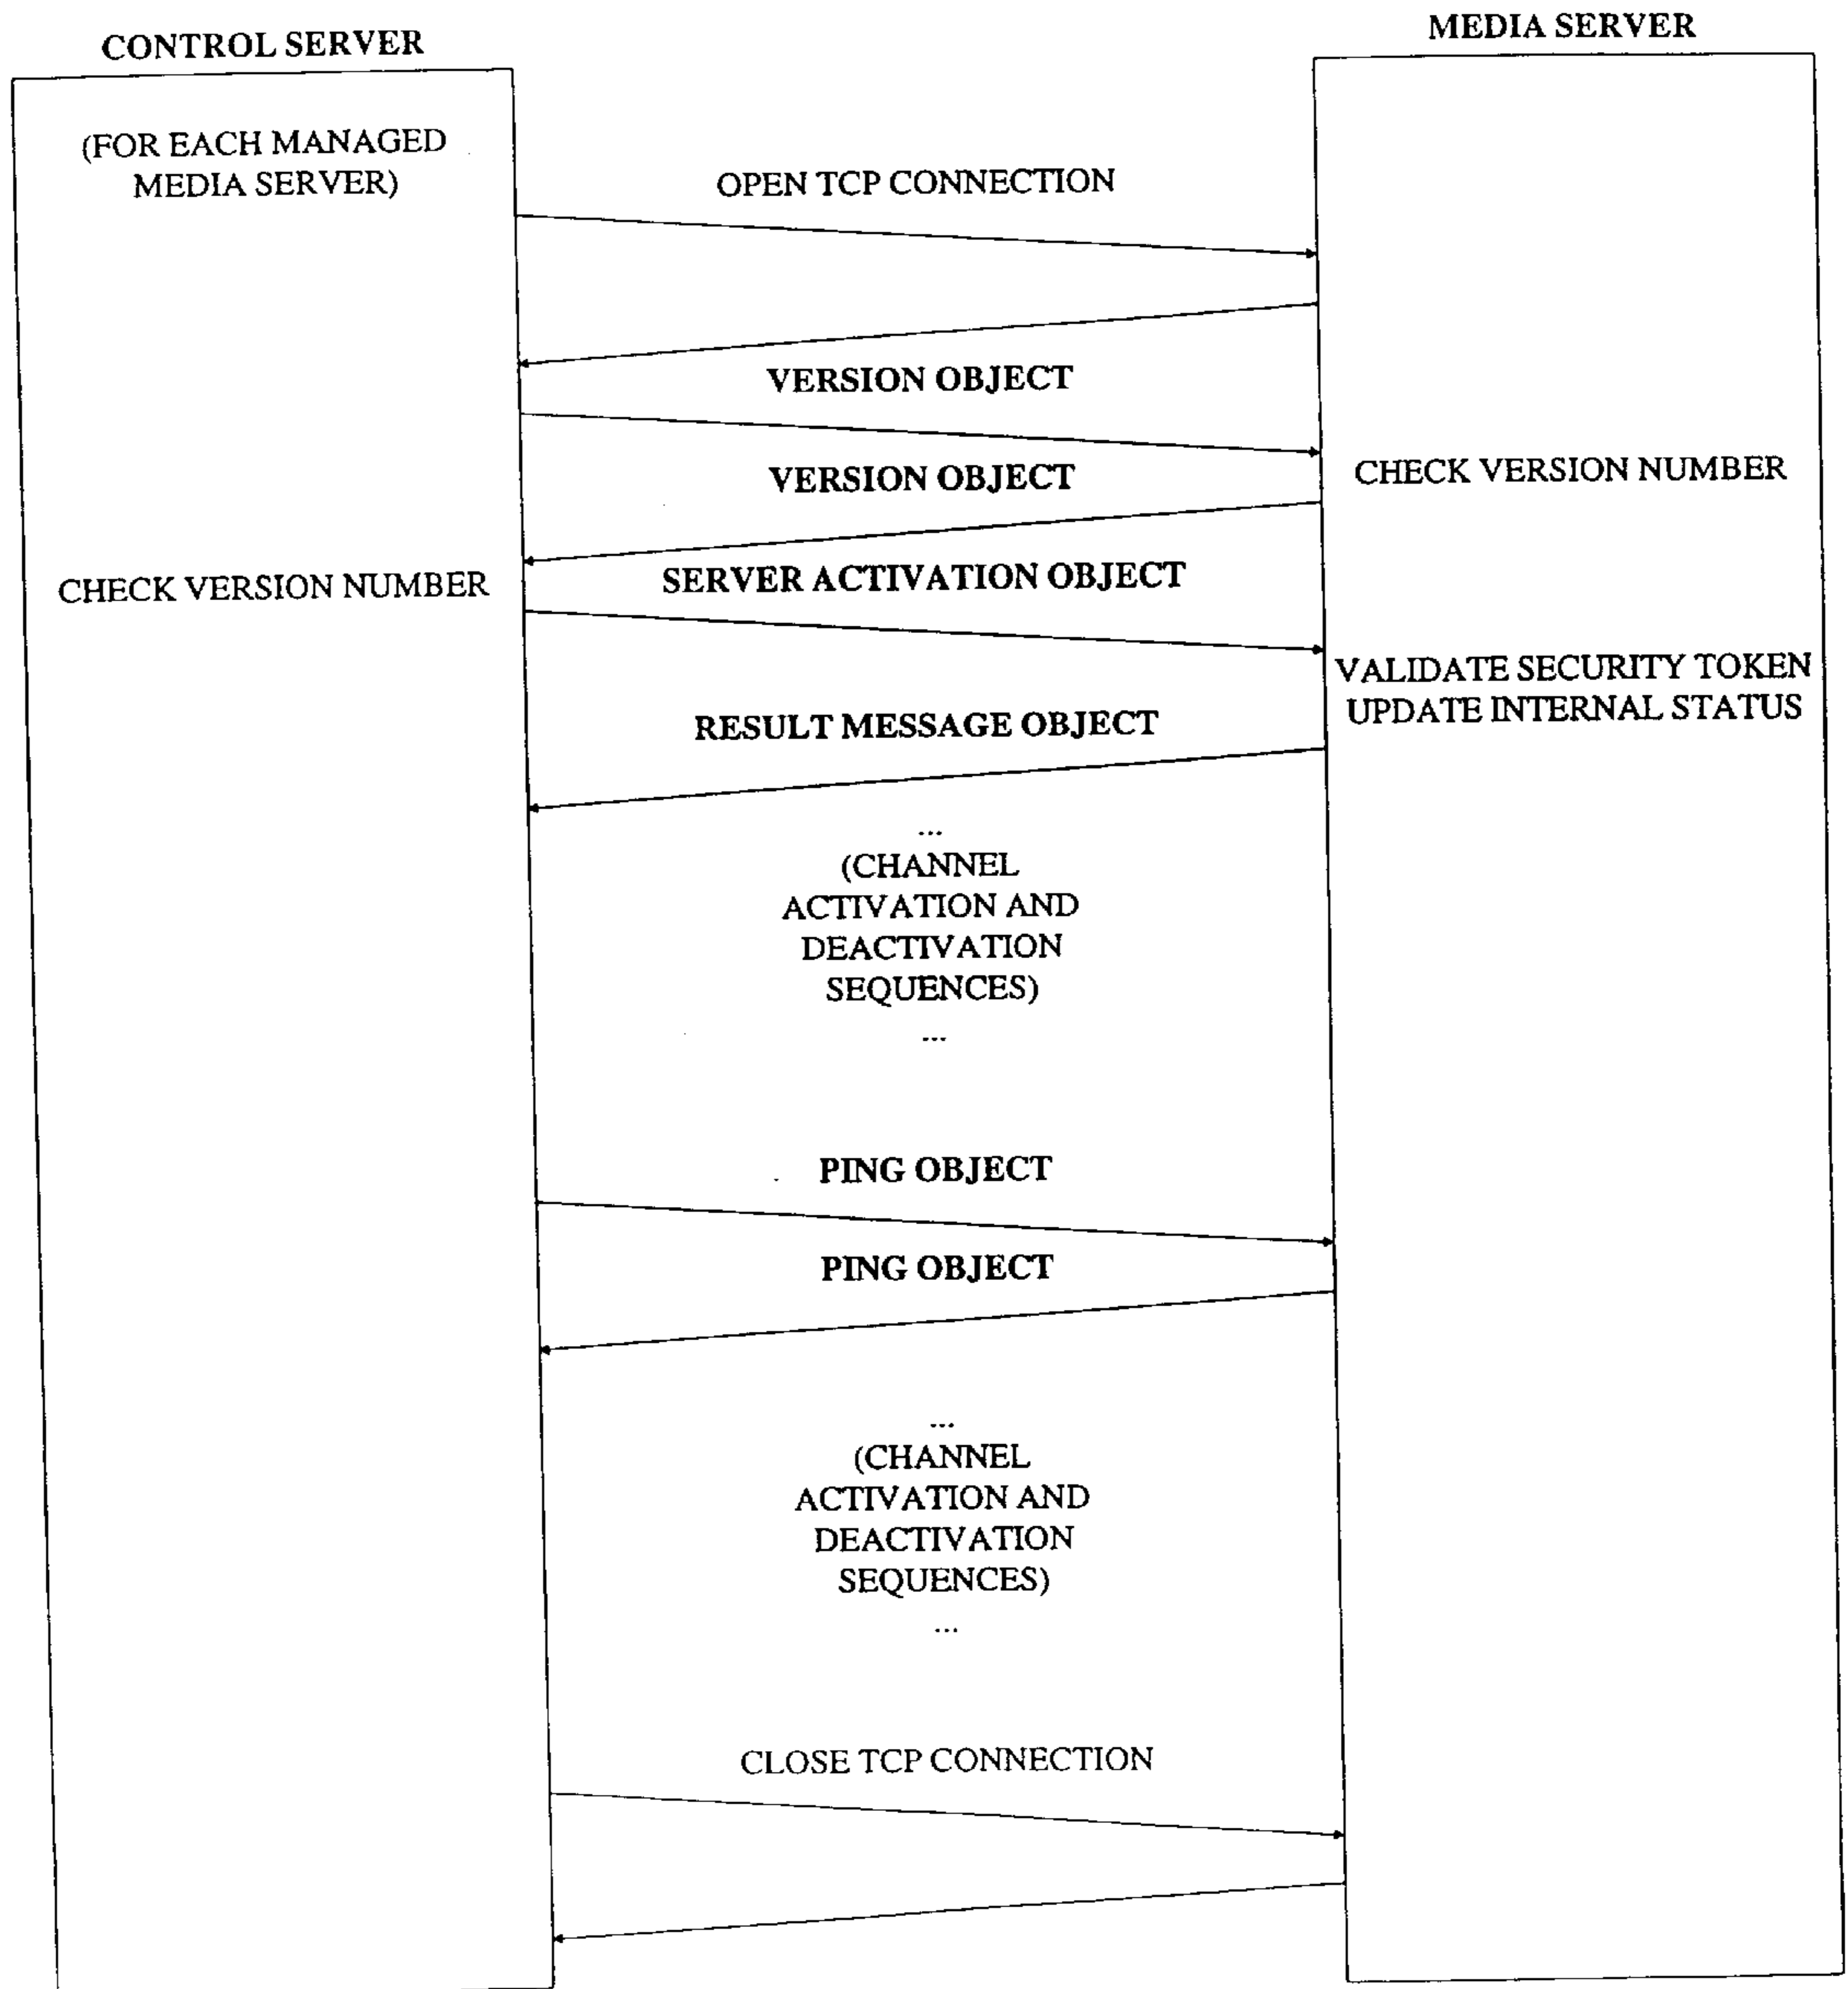 CONTROL SERVER
MEDIA SERVER
(FOR EACH MANAGED
MEDIA SERVER)
OPEN TCP CONNECTION
VERSION OBJECT
VERSION OBJECT
CHECK VERSION NUMBER
CHECK VERSION NUMBER
SERVER ACTIVATION OBJECT
VALIDATE SECURITY TOKEN
UPDATE INTERNAL STATUS
RESULT MESSAGE OBJECT
...
(CHANNEL
ACTIVATION AND
DEACTIVATION
SEQUENCES)
...
PING OBJECT
PING OBJECT
...
(CHANNEL
ACTIVATION AND
DEACTIVATION
SEQUENCES)
...
CLOSE TCP CONNECTION